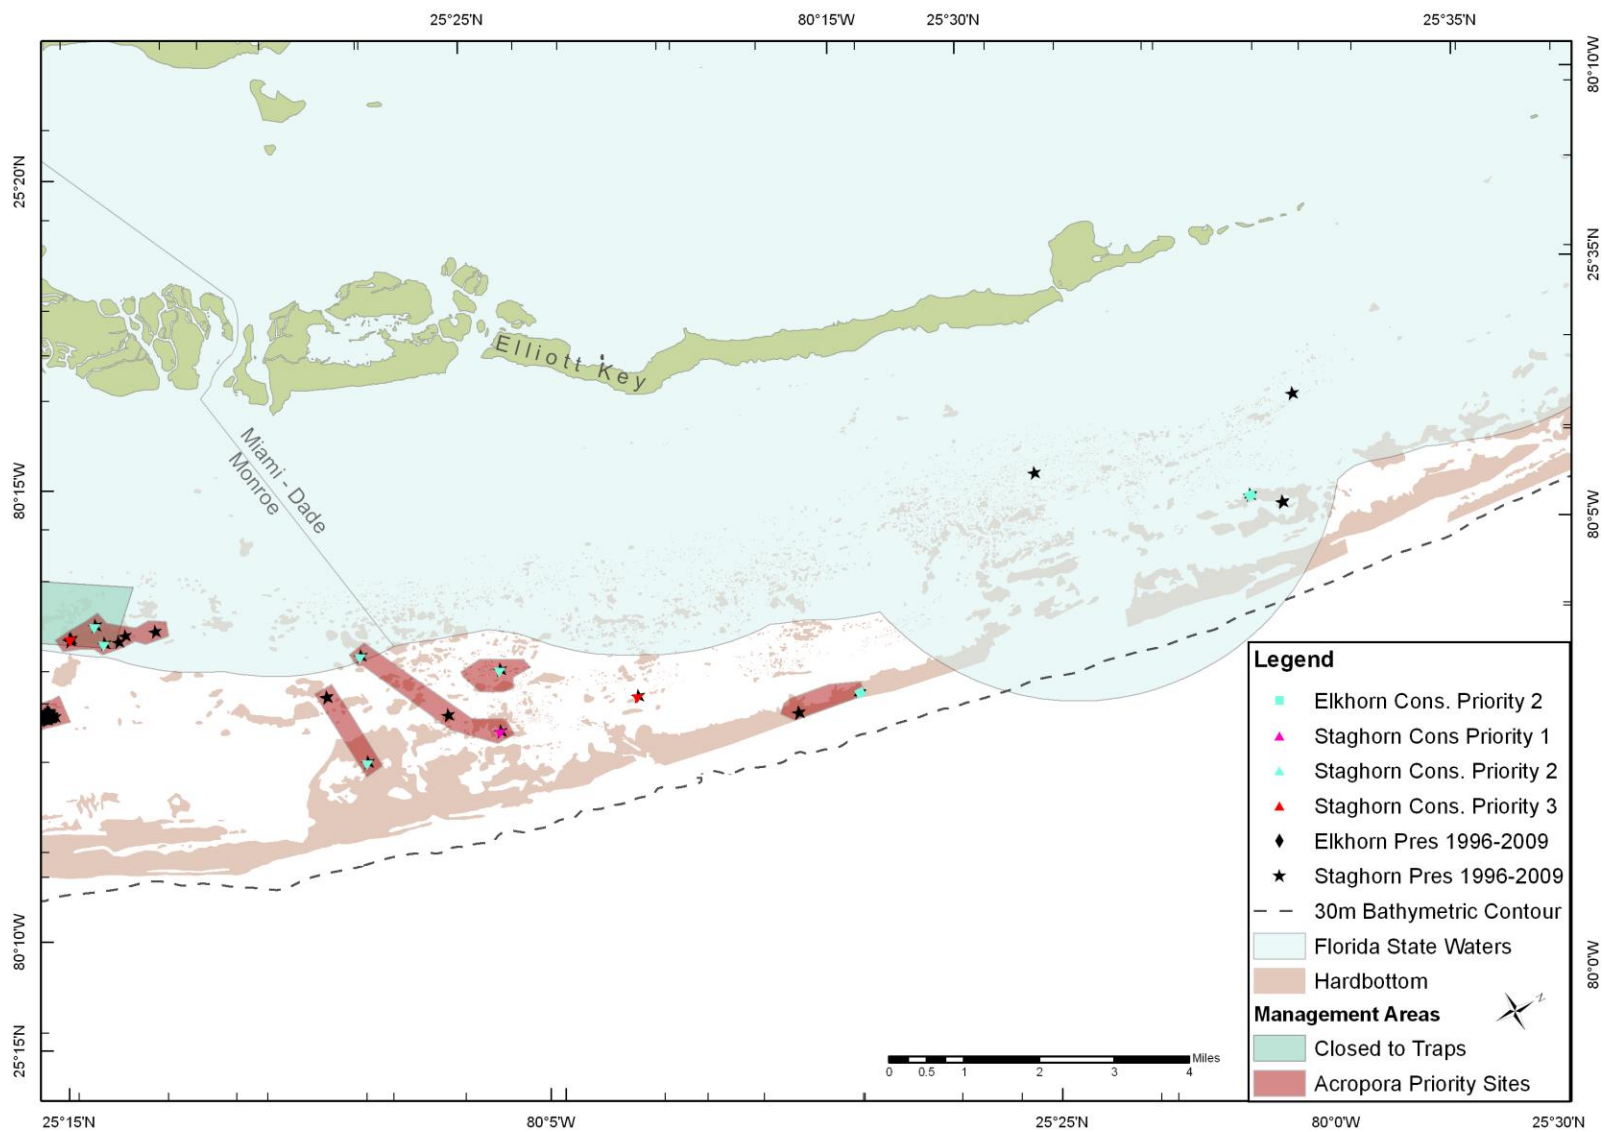 25°25'N
80°15'W
25°30'N
25°35'N
80°10'W
25°20'N
25°35'N
Elliott Key
Miami - Dade
Monroe
80°15'W
80°5'W
Legend
Elkhorn Cons. Priority 2
Staghorn Cons Priority 1
Staghorn Cons. Priority 2
Staghorn Cons. Priority 3
Elkhorn Pres 1996-2009
Staghorn Pres 1996-2009
30m Bathymetric Contour
Florida State Waters
Hardbottom
Management Areas
N
Closed to Traps
Acropora Priority Sites
80°10'W
80°0'W
25°15'N
Miles
0 0.5 1 2 3 4
25°15'N
80°5'W
25°25'N
80°0'W
25°30'N